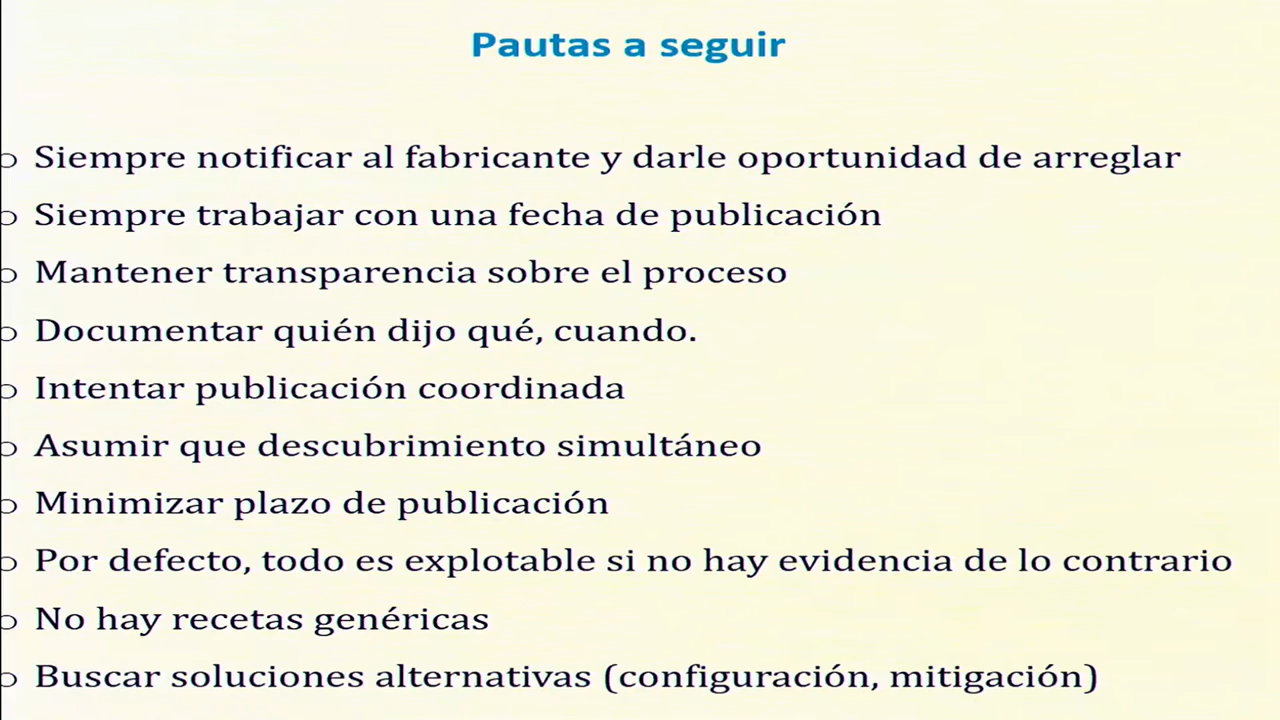 Pautas a seguir
o Siempre notificar al fabricante y darle oportunidad de arreglar
o Siempre trabajar con una fecha de publicación
o Mantener transparencia sobre el proceso
o Documentar quién dijo qué, cuando.
o Intentar publicación coordinada
o Asumir que descubrimiento simultáneo
o Minimizar plazo de publicación
o Por defecto, todo es explotable si no hay evidencia de lo contrario
o No hay recetas genéricas
o Buscar soluciones alternativas (configuración, mitigación)